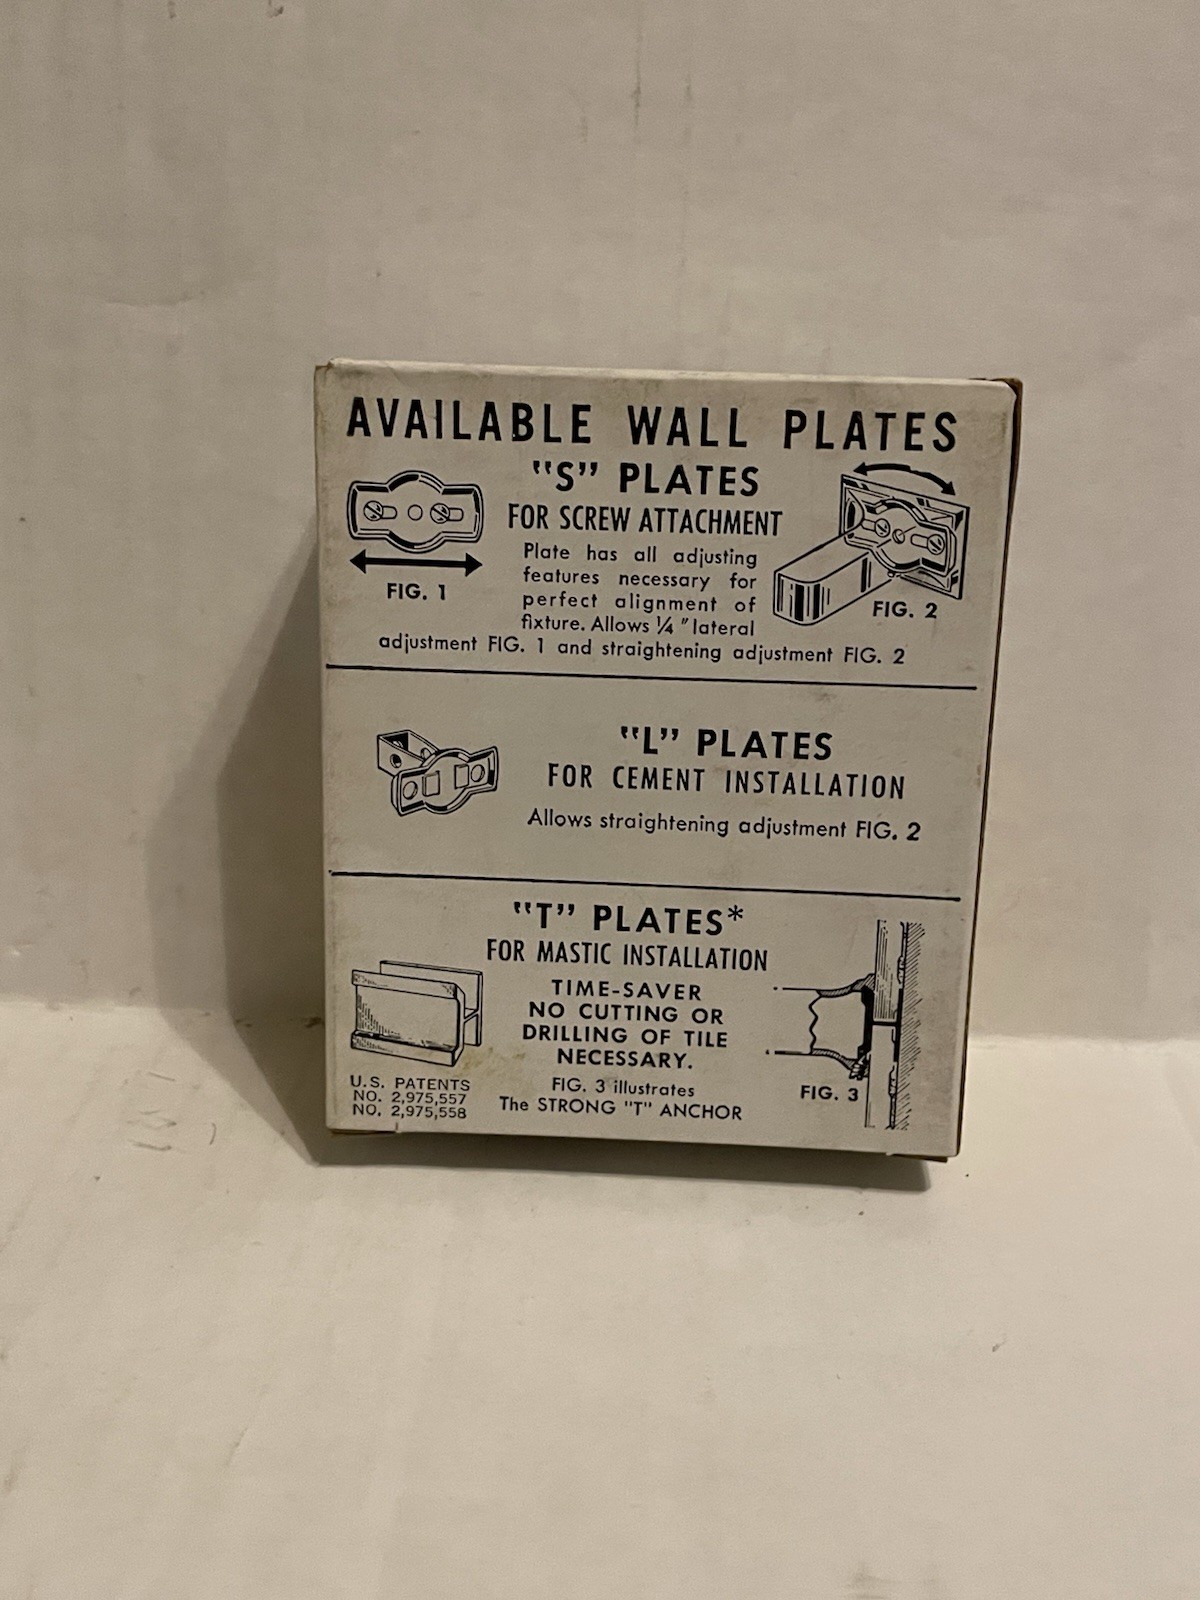 AVAILABLE WALL PLATES
"S" PLATES
FOR SCREW ATTACHMENT
Plate has all adjusting
features necessary for
perfect alignment of
fixture. Allows ¼" lateral
adjustment FIG. 1 and straightening adjustment FIG. 2
FIG. 1
FIG. 2
"L" PLATES
FOR CEMENT INSTALLATION
Allows straightening adjustment FIG. 2
"T" PLATES*
FOR MASTIC INSTALLATION
TIME-SAVER
NO CUTTING OR
DRILLING OF TILE
NECESSARY.
FIG. 3 illustrates
The STRONG "T" ANCHOR
U.S. PATENTS
NO. 2,975,557
NO. 2,975,558
FIG. 3